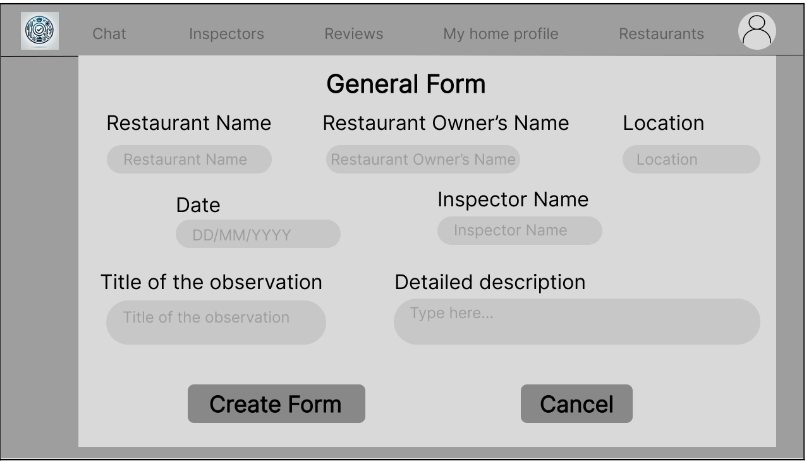 Chat Inspectors Reviews My home profile Restaurants
General Form
Restaurant Name Restaurant Owner’s Name Location
Restaurant Name Restaurant Owner’s Name Location
Date Inspector Name
DD/MM/YYYY Inspector Name
Title of the observation Detailed description
Title of the observation Type here...
Create Form Cancel